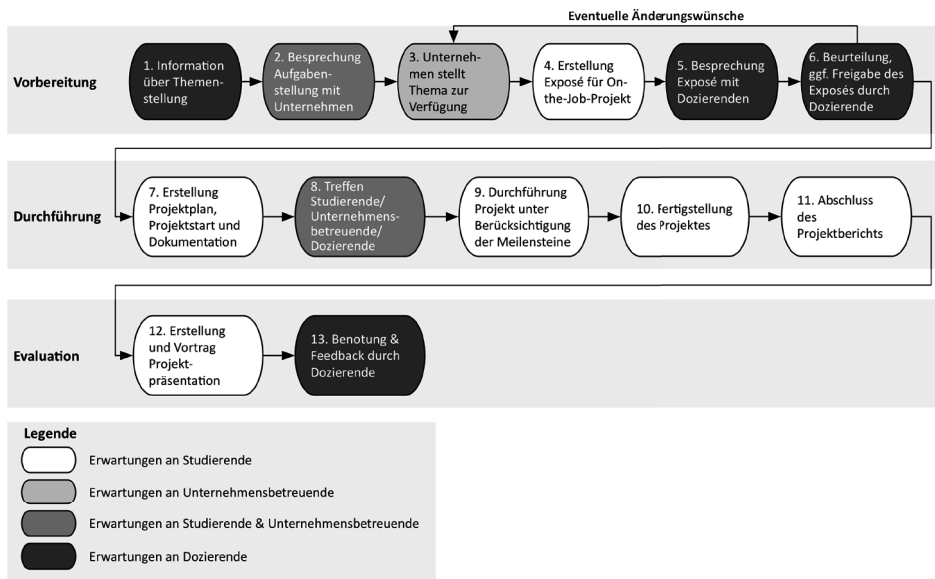 Eventuelle Änderungswünsche
Vorbereitung
1. Information
über Themen-
stellung
2. Besprechung
Aufgaben-
stellung mit
Unternehmen
3. Unterneh-
men stellt
Thema zur
Verfügung
4. Erstellung
Exposé für On-
the-Job-Projekt
5. Besprechung
Exposé mit
Dozierenden
6. Beurteilung,
ggf. Freigabe des
Exposés durch
Dozierende
Durchführung
7. Erstellung
Projektplan,
Projektstart und
Dokumentation
8. Treffen
Studierende/
Unternehmens-
betreuende/
Dozierende
9. Durchführung
Projekt unter
Berücksichtigung
der Meilensteine
10. Fertigstellung
des Projektes
11. Abschluss
des
Projektberichts
Evaluation
12. Erstellung
und Vortrag
Projekt-
präsentation
13. Benotung &
Feedback durch
Dozierende
Legende
Erwartungen an Studierende
Erwartungen an Unternehmensbetreuende
Erwartungen an Studierende & Unternehmensbetreuende
Erwartungen an Dozierende